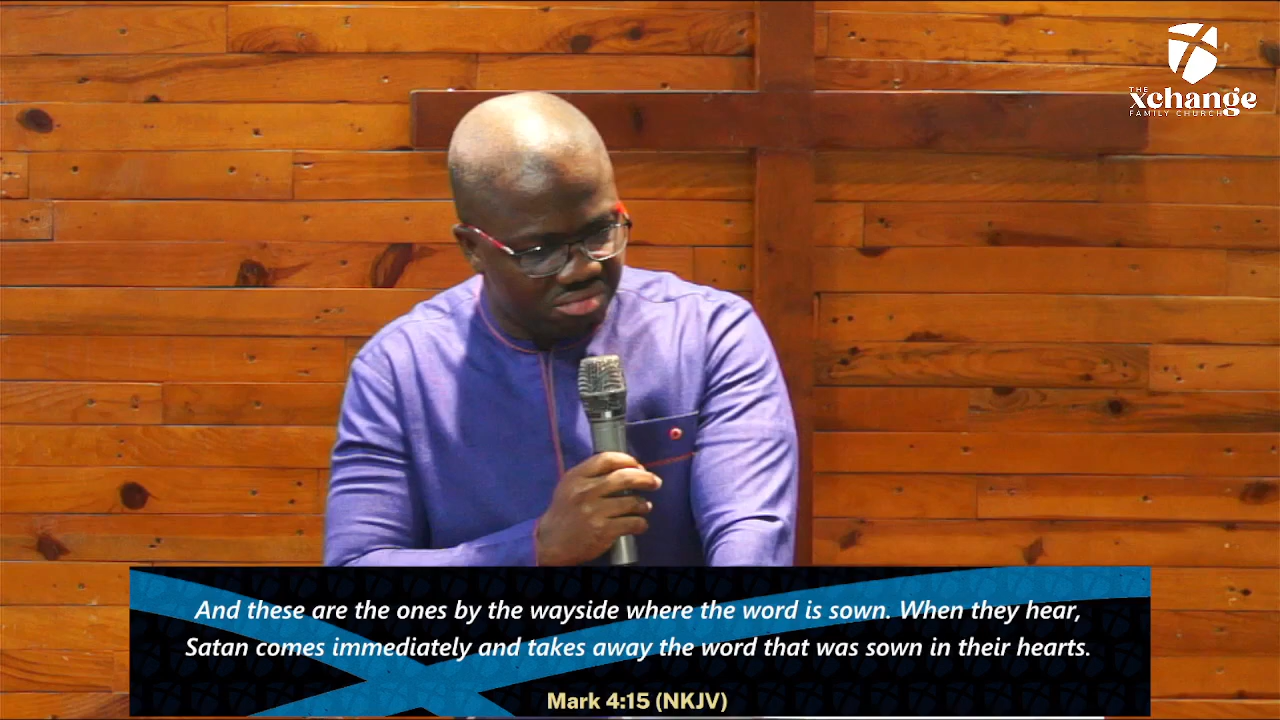 THE
xchange
FAMILY CHURCH
And these are the ones by the wayside where the word is sown. When they hear,
Satan comes immediately and takes away the word that was sown in their hearts.
Mark 4:15 (NKJV)